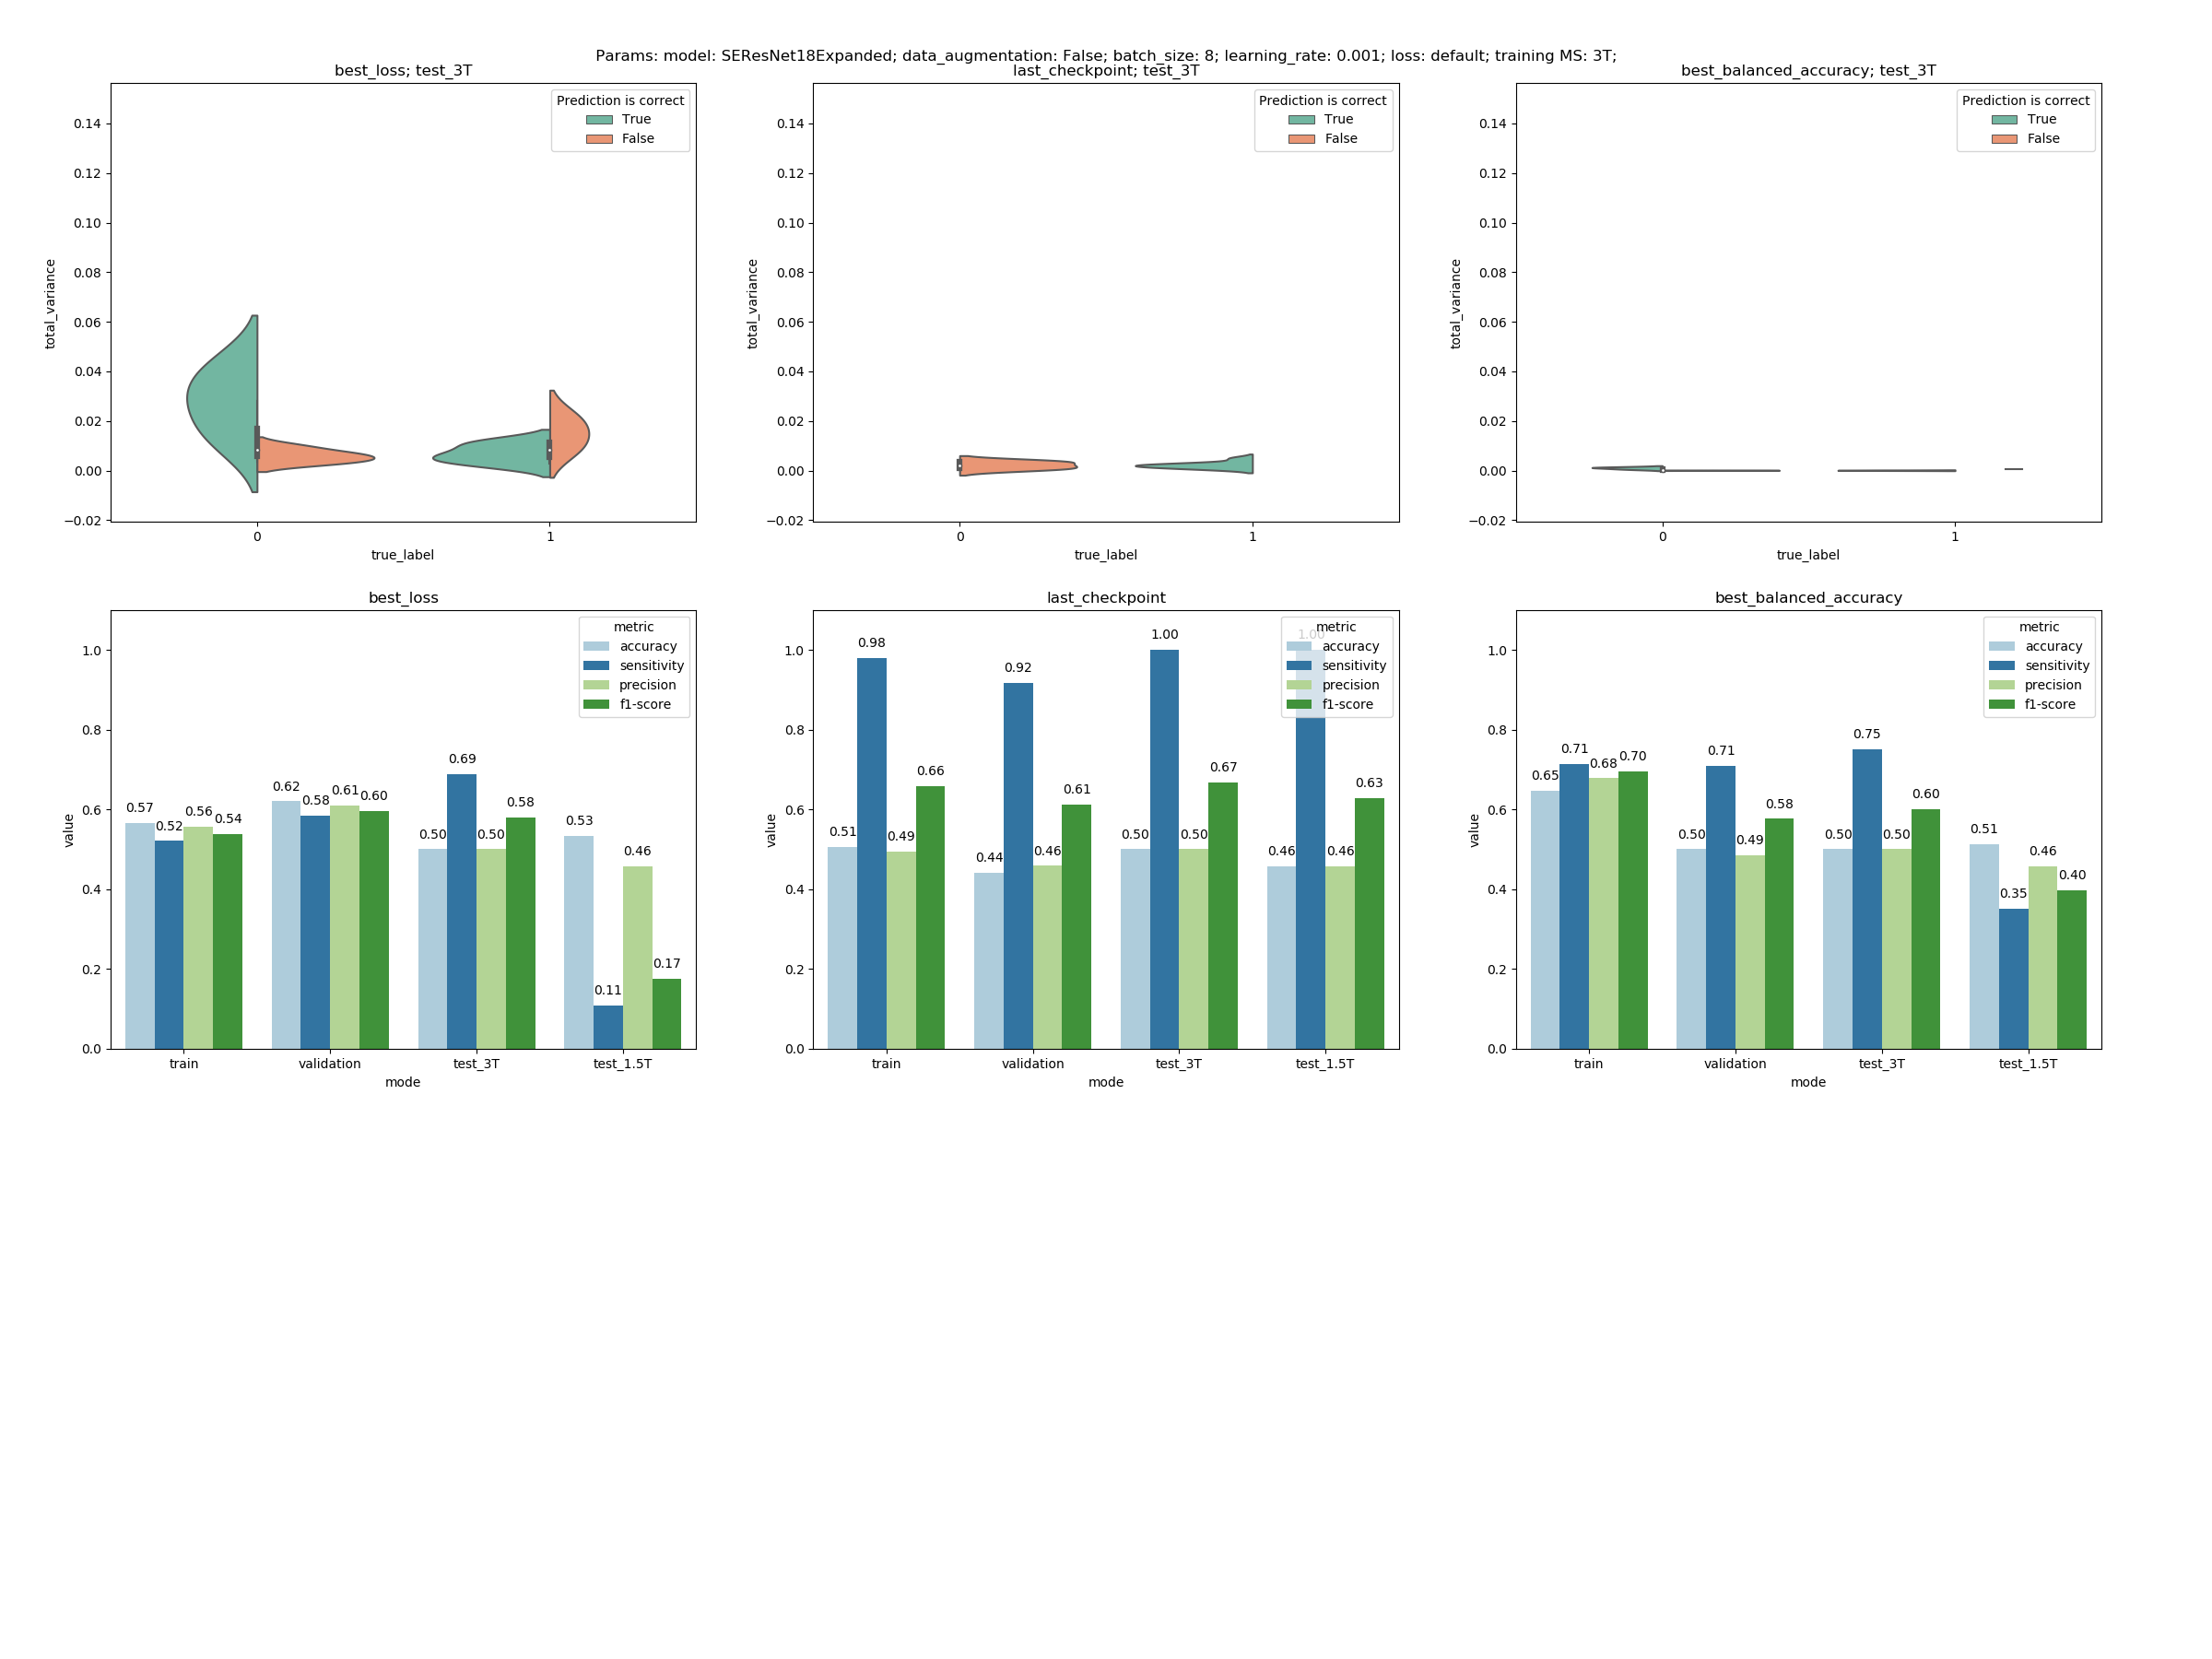 Params: model: SEResNet18Expanded; data_augmentation: False; batch_size: 8; learning_rate: 0.001; loss: default; training MS: 3T;
best_loss; test_3T
Prediction is correct
True
False
0.14
0.12
0.10
0.08
0.06
0.04
0.02
0.00
−0.02
total_variance
0
1
true_label
last_checkpoint; test_3T
Prediction is correct
True
False
0.14
0.12
0.10
0.08
0.06
0.04
0.02
0.00
−0.02
total_variance
0
1
true_label
best_balanced_accuracy; test_3T
Prediction is correct
True
False
0.14
0.12
0.10
0.08
0.06
0.04
0.02
0.00
−0.02
total_variance
0
1
true_label
best_loss
metric
accuracy
sensitivity
precision
f1-score
1.0
0.8
0.6
0.4
0.2
0.0
value
0.57
0.52
0.56
0.54
0.62
0.58
0.61
0.60
0.50
0.69
0.50
0.58
0.53
0.11
0.46
0.17
train
validation
test_3T
test_1.5T
mode
last_checkpoint
metric
accuracy
sensitivity
precision
f1-score
1.0
0.8
0.6
0.4
0.2
0.0
value
0.51
0.98
0.49
0.66
0.44
0.92
0.46
0.61
0.50
1.00
0.50
0.67
0.46
1.00
0.46
0.63
train
validation
test_3T
test_1.5T
mode
best_balanced_accuracy
metric
accuracy
sensitivity
precision
f1-score
1.0
0.8
0.6
0.4
0.2
0.0
value
0.65
0.71
0.68
0.70
0.50
0.71
0.49
0.58
0.50
0.75
0.50
0.60
0.51
0.35
0.46
0.40
train
validation
test_3T
test_1.5T
mode